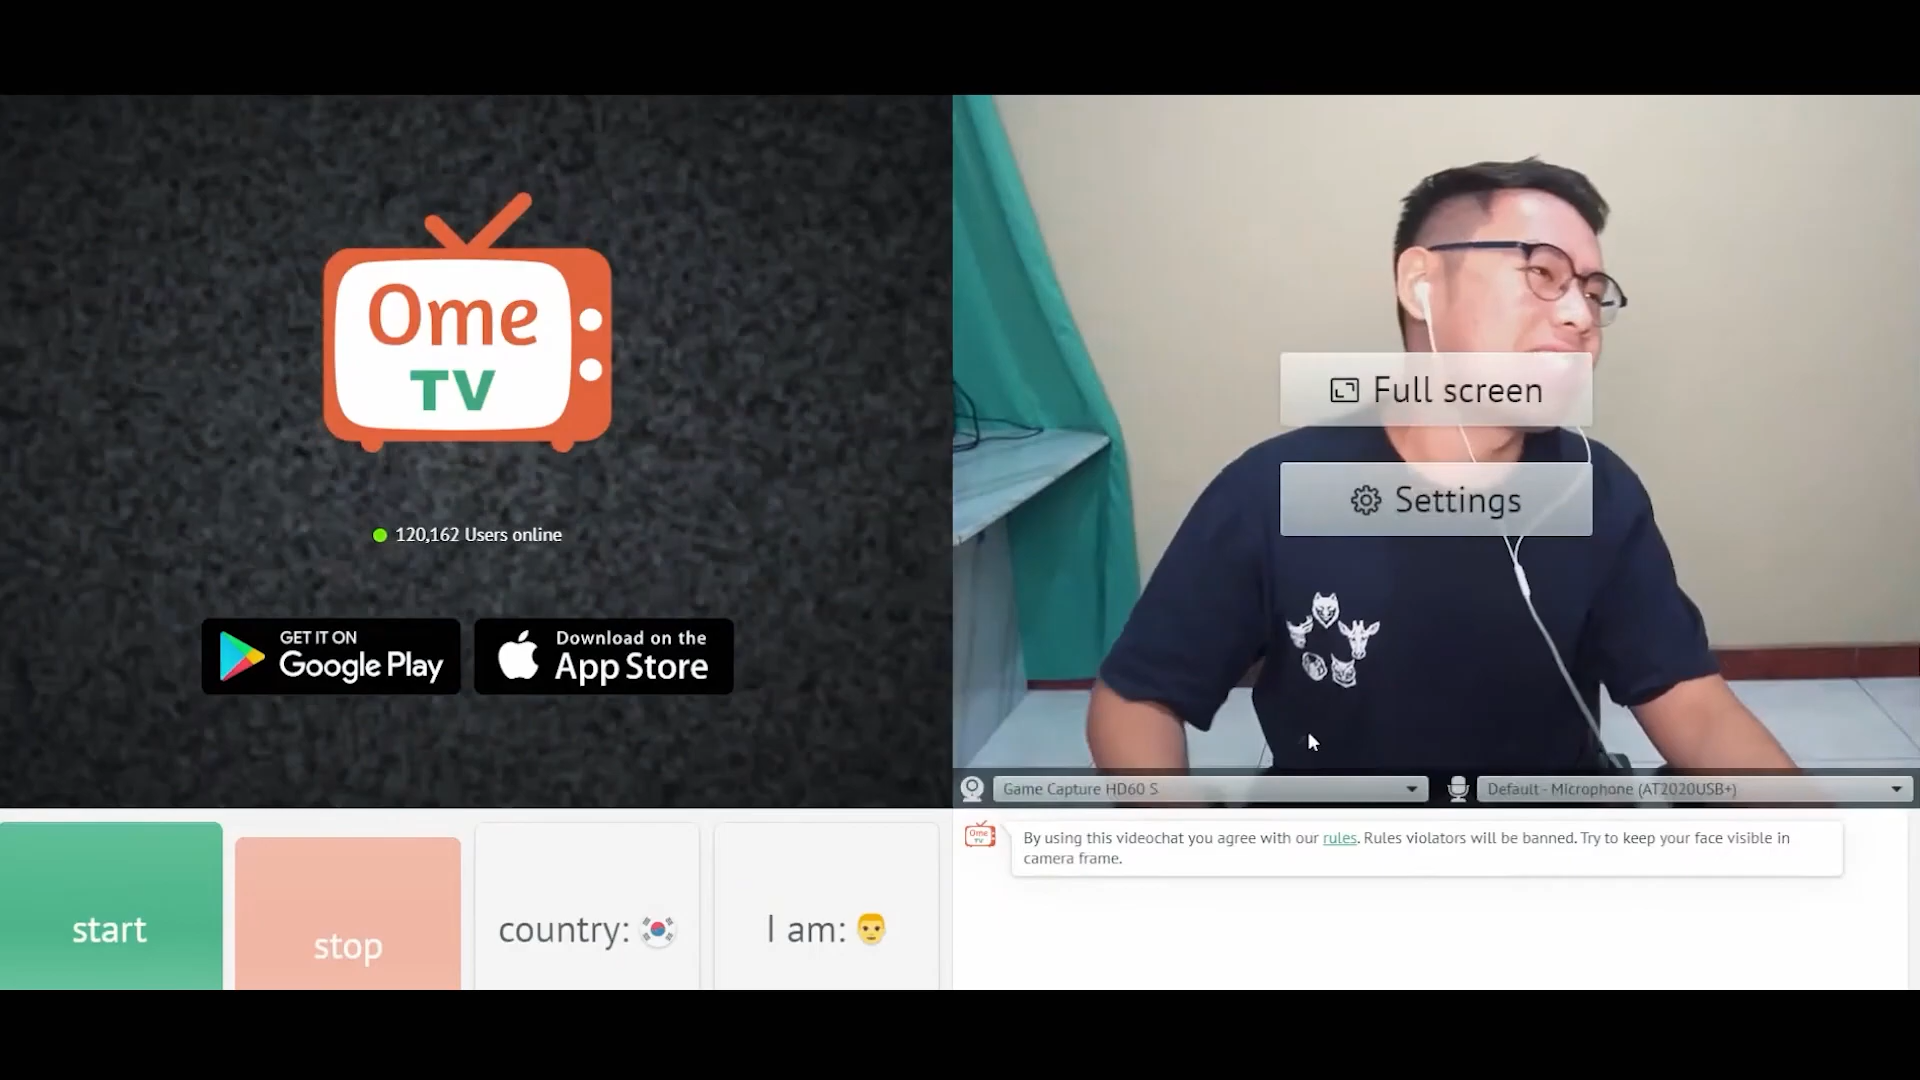 Ome
TV
120,162 Users online
GET IT ON
Google Play
Download on the
App Store
Full screen
Settings
Game Capture HD60 S
Default - Microphone (AT2020USB+)
start
stop
country:
I am:
Ome
TV
By using this videochat you agree with our rules. Rules violators will be banned. Try to keep your face visible in
camera frame.